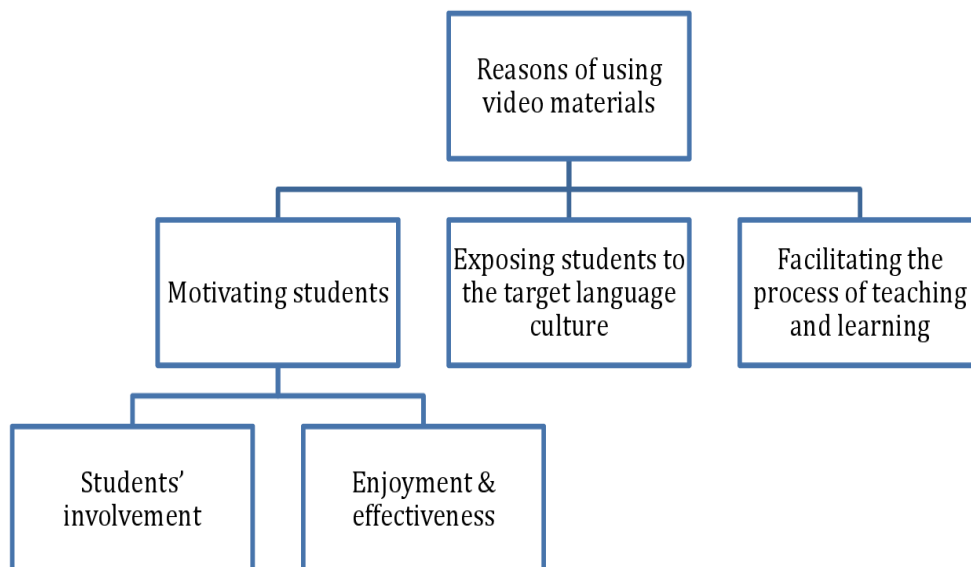 Reasons of using
video materials
Motivating students
Exposing students to
the target language
culture
Facilitating the
process of teaching
and learning
Students’
involvement
Enjoyment &
effectiveness